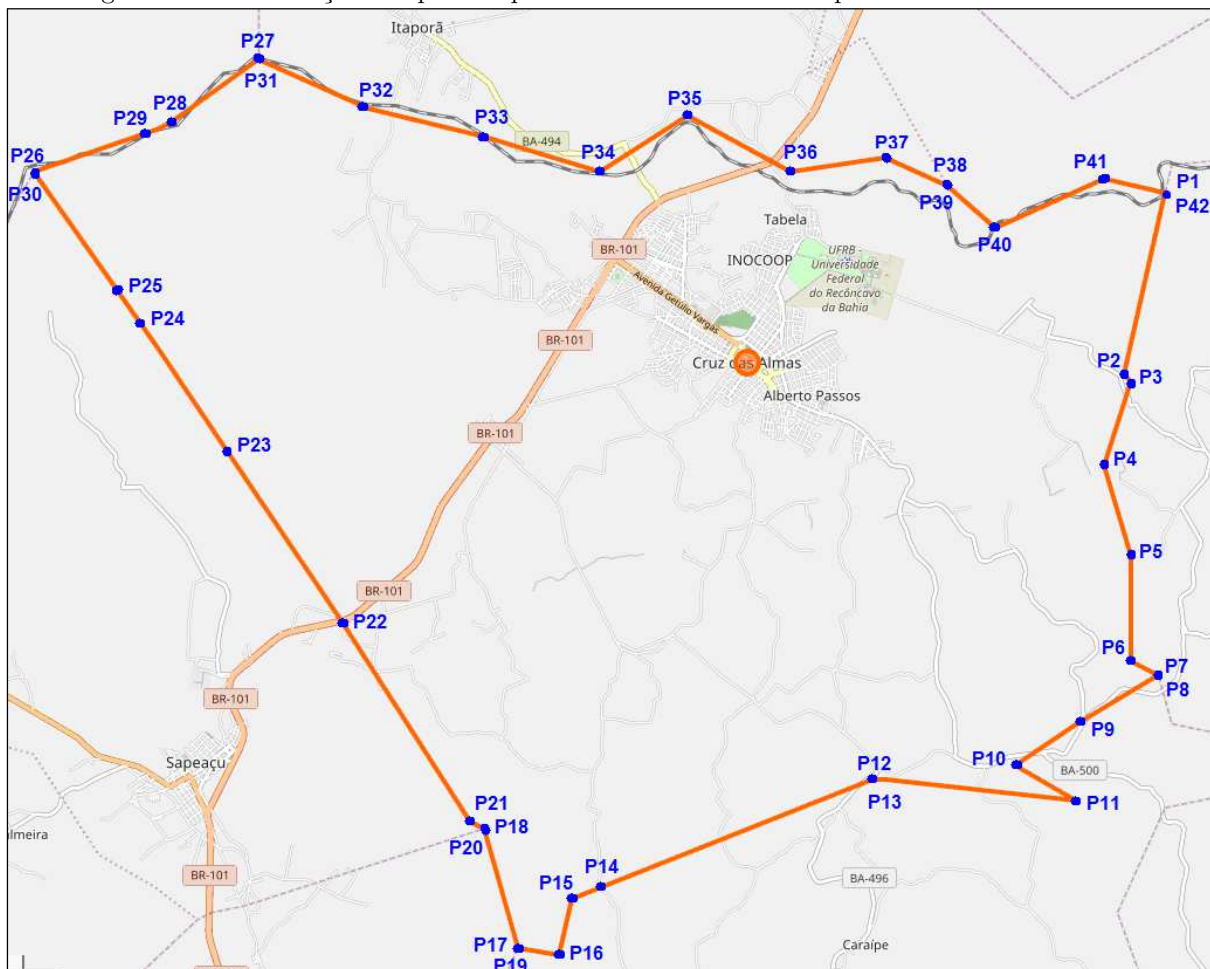 P27
Itaporã
P31
P32
P28
P29
P33
BA-494
P35
P34
P26
P30
P36
P37
P38
P39
P40
P41
P1
P42
Tabela
INOCOOP
UFRB -
Universidade
Federal
do Recôncavo
da Bahia
BR-101
Avenida Getúlio Vargas
P25
P24
BR-101
Cruz das Almas
Alberto Passos
P2
P3
BR-101
P23
P4
P5
BR-101
P22
P6
P7
P8
BR-101
P9
Sapeaçu
P10
BA-500
P12
P13
P11
P21
P18
P20
almeira
BR-101
P14
P15
BA-496
P17
P19
P16
Caraípe